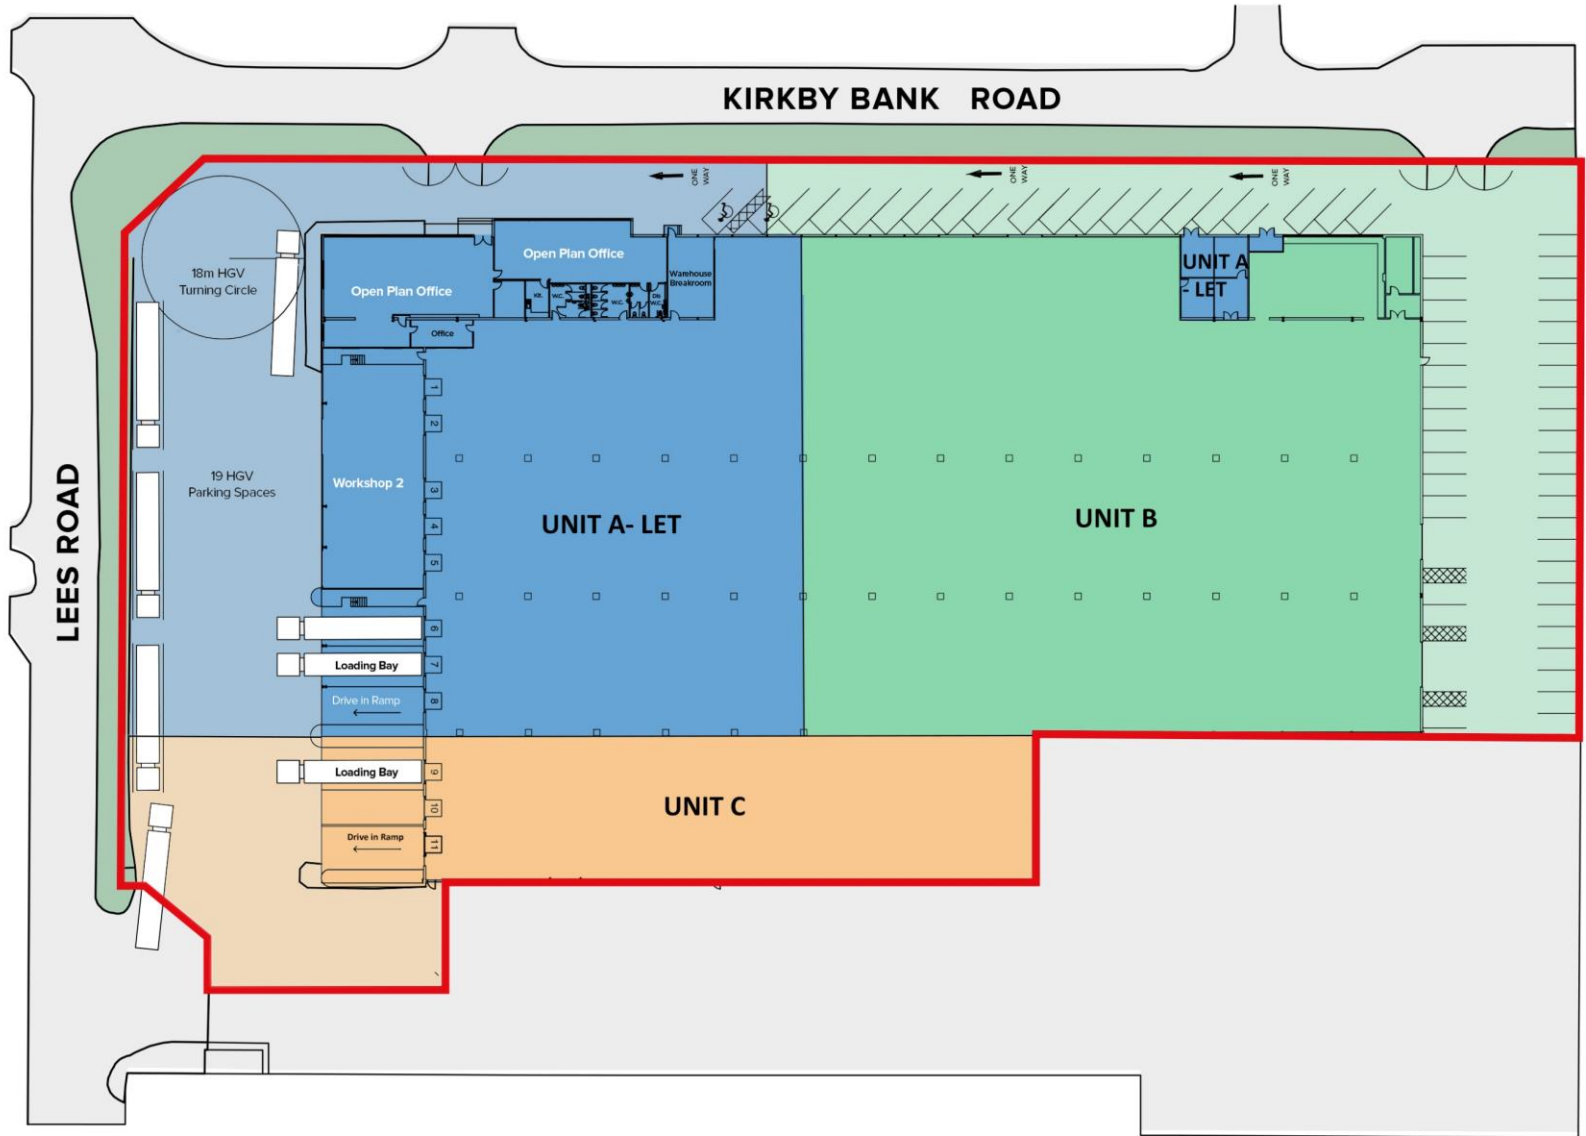 KIRKBY BANK ROAD
ONE
WAY
ONE
WAY
ONE
WAY
18m HGV
Turning Circle
Open Plan Office
Open Plan Office
Warehouse
Breakroom
Kit.
W.C.
W.C.
Dis
W.C.
Office
UNIT A
- LET
1
2
19 HGV
Parking Spaces
Workshop 2
3
4
5
UNIT A- LET
UNIT B
LEES ROAD
6
Loading Bay
7
Drive in Ramp
8
Loading Bay
9
10
UNIT C
Drive in Ramp
11